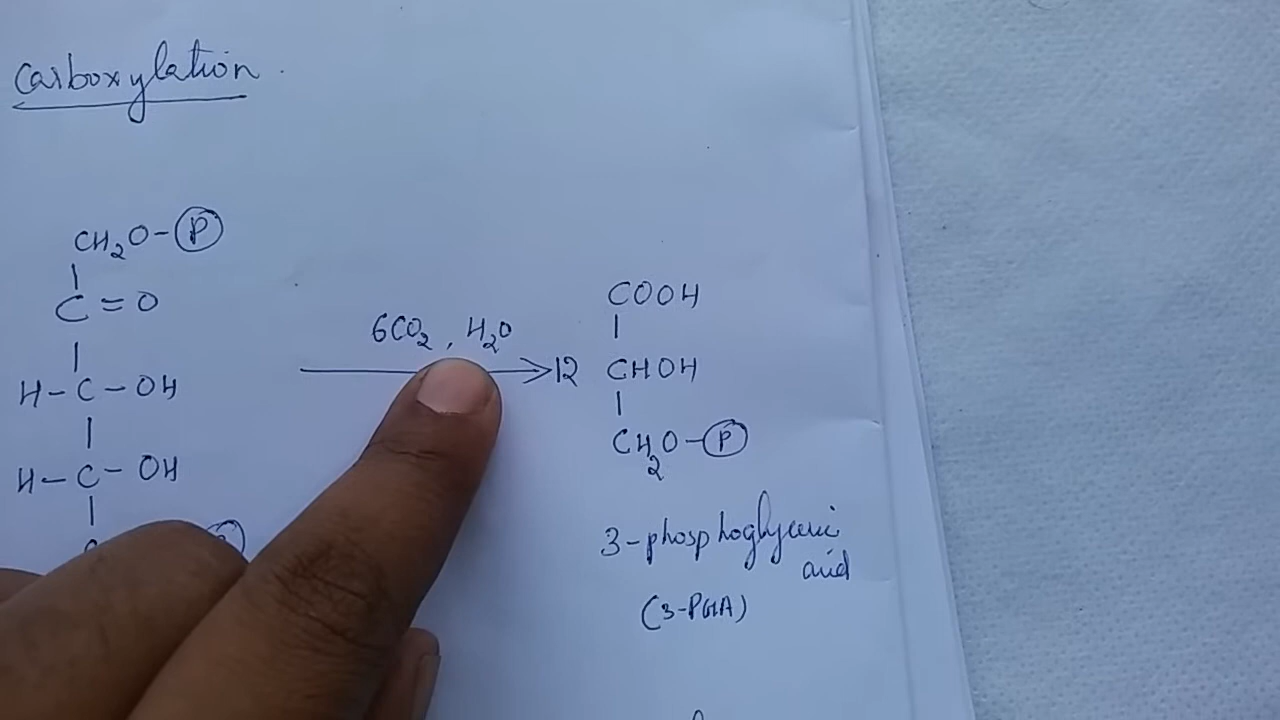 Carboxylation
CH2O-P
C=O
H-C-OH
H-C-OH
6CO2, H2O
12
COOH
CHOH
CH2O-P
3-phosphoglyceric
acid
(3-PGA)